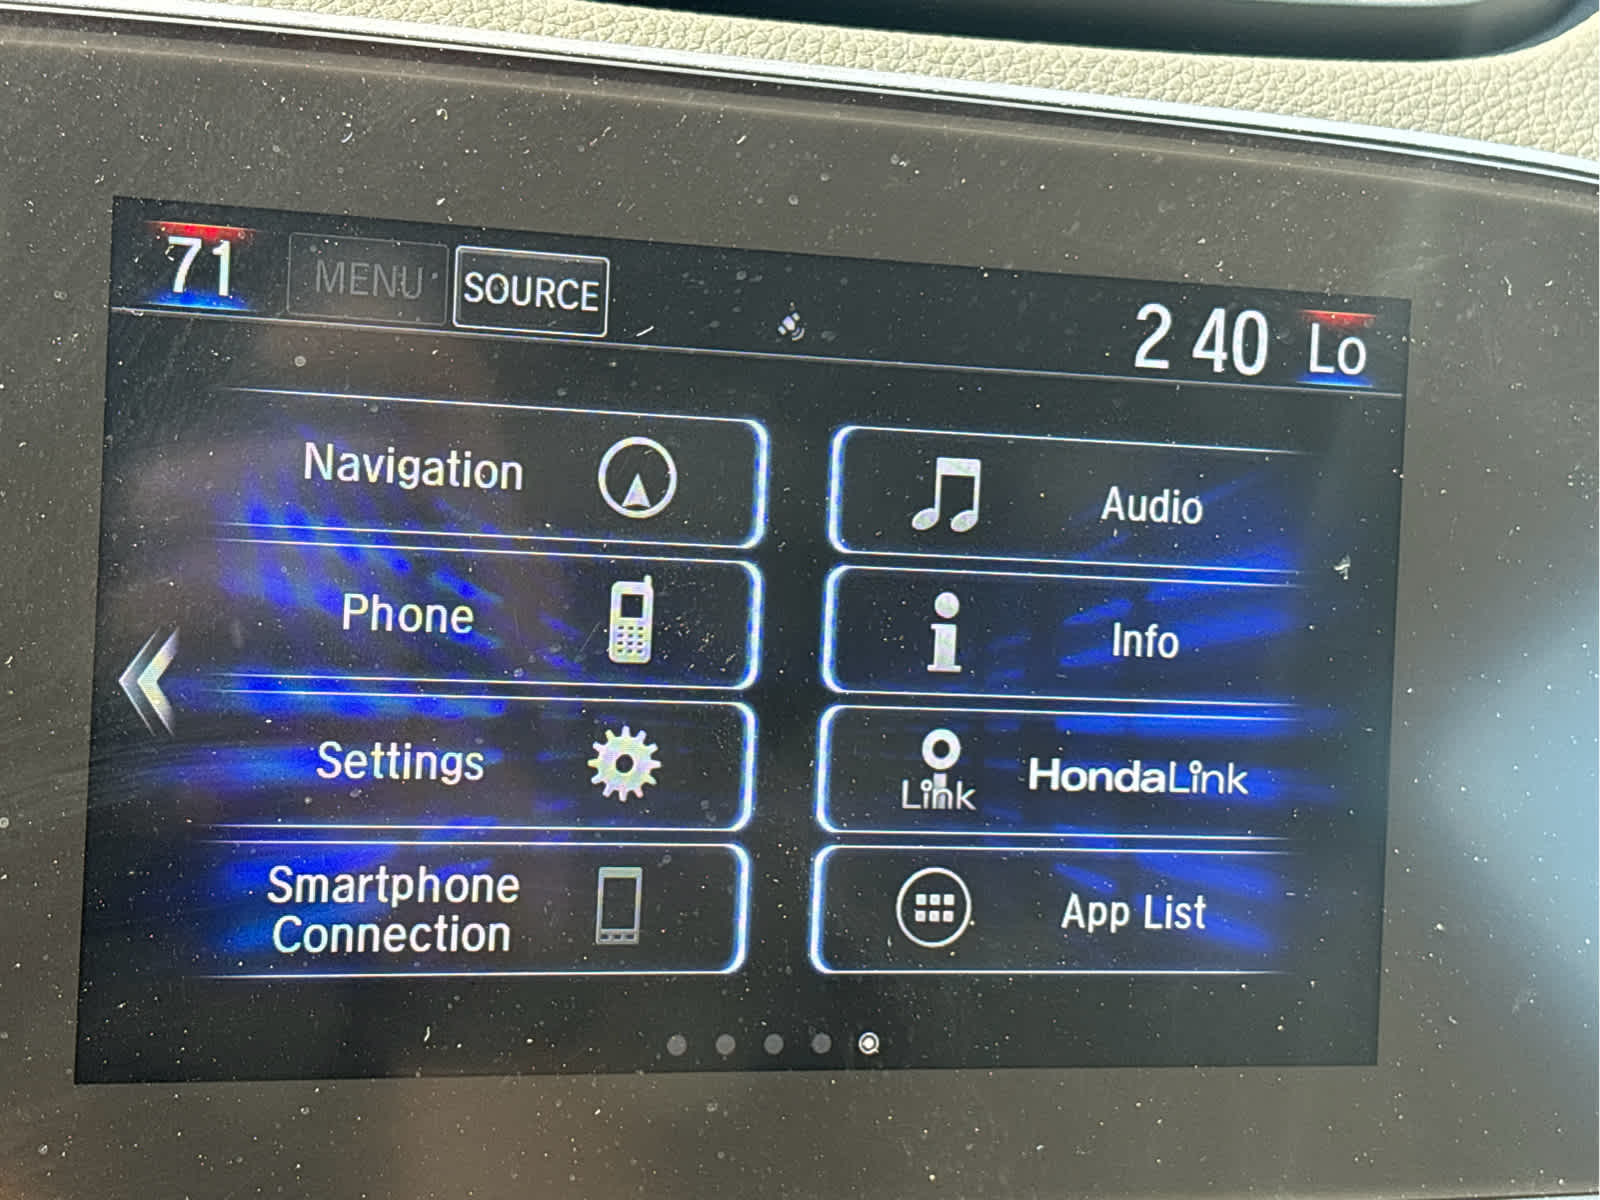 71 MENU SOURCE 2 40 Lo
Navigation
Audio
Phone
Info
Settings
Link HondaLink
Smartphone
Connection
App List